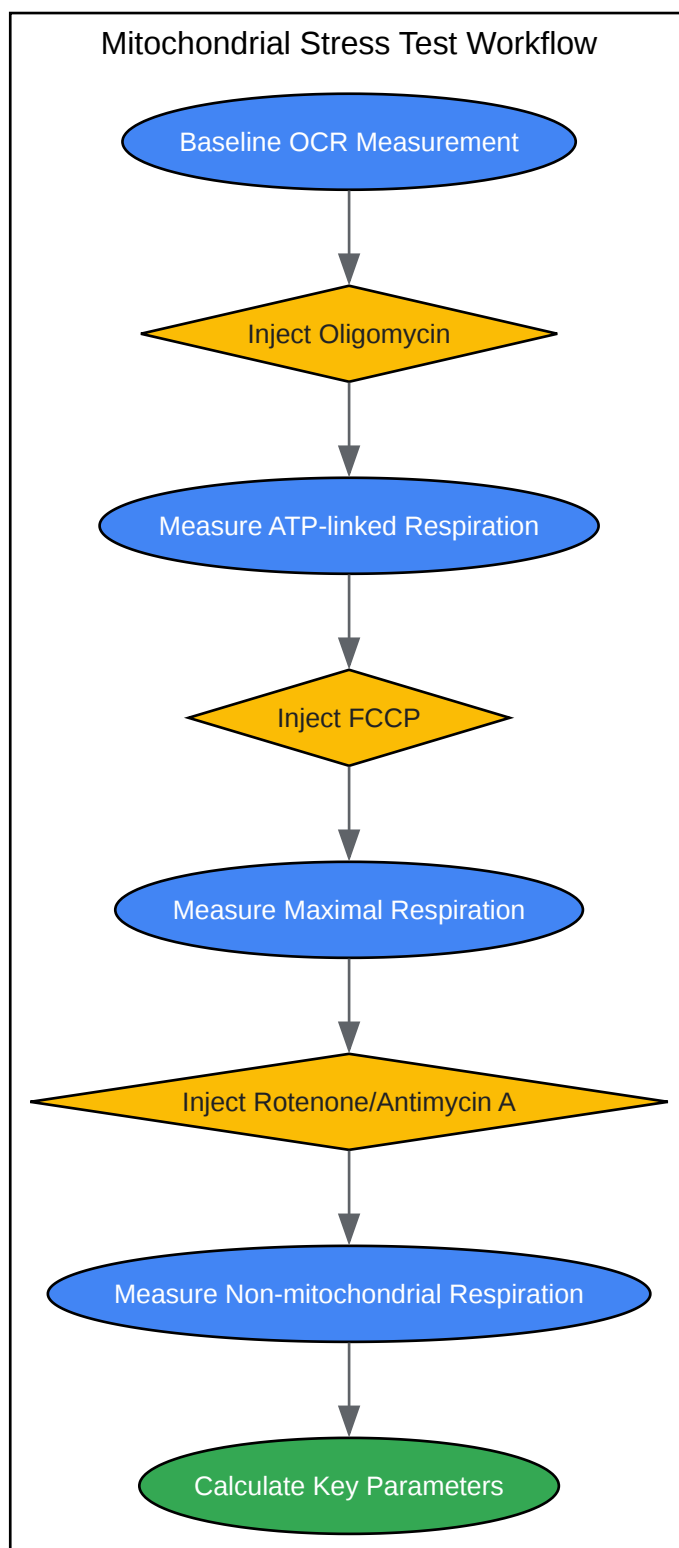 Mitochondrial Stress Test Workflow
Baseline OCR Measurement
Inject Oligomycin
Measure ATP-linked Respiration
Inject FCCP
Measure Maximal Respiration
Inject Rotenone/Antimycin A
Measure Non-mitochondrial Respiration
Calculate Key Parameters